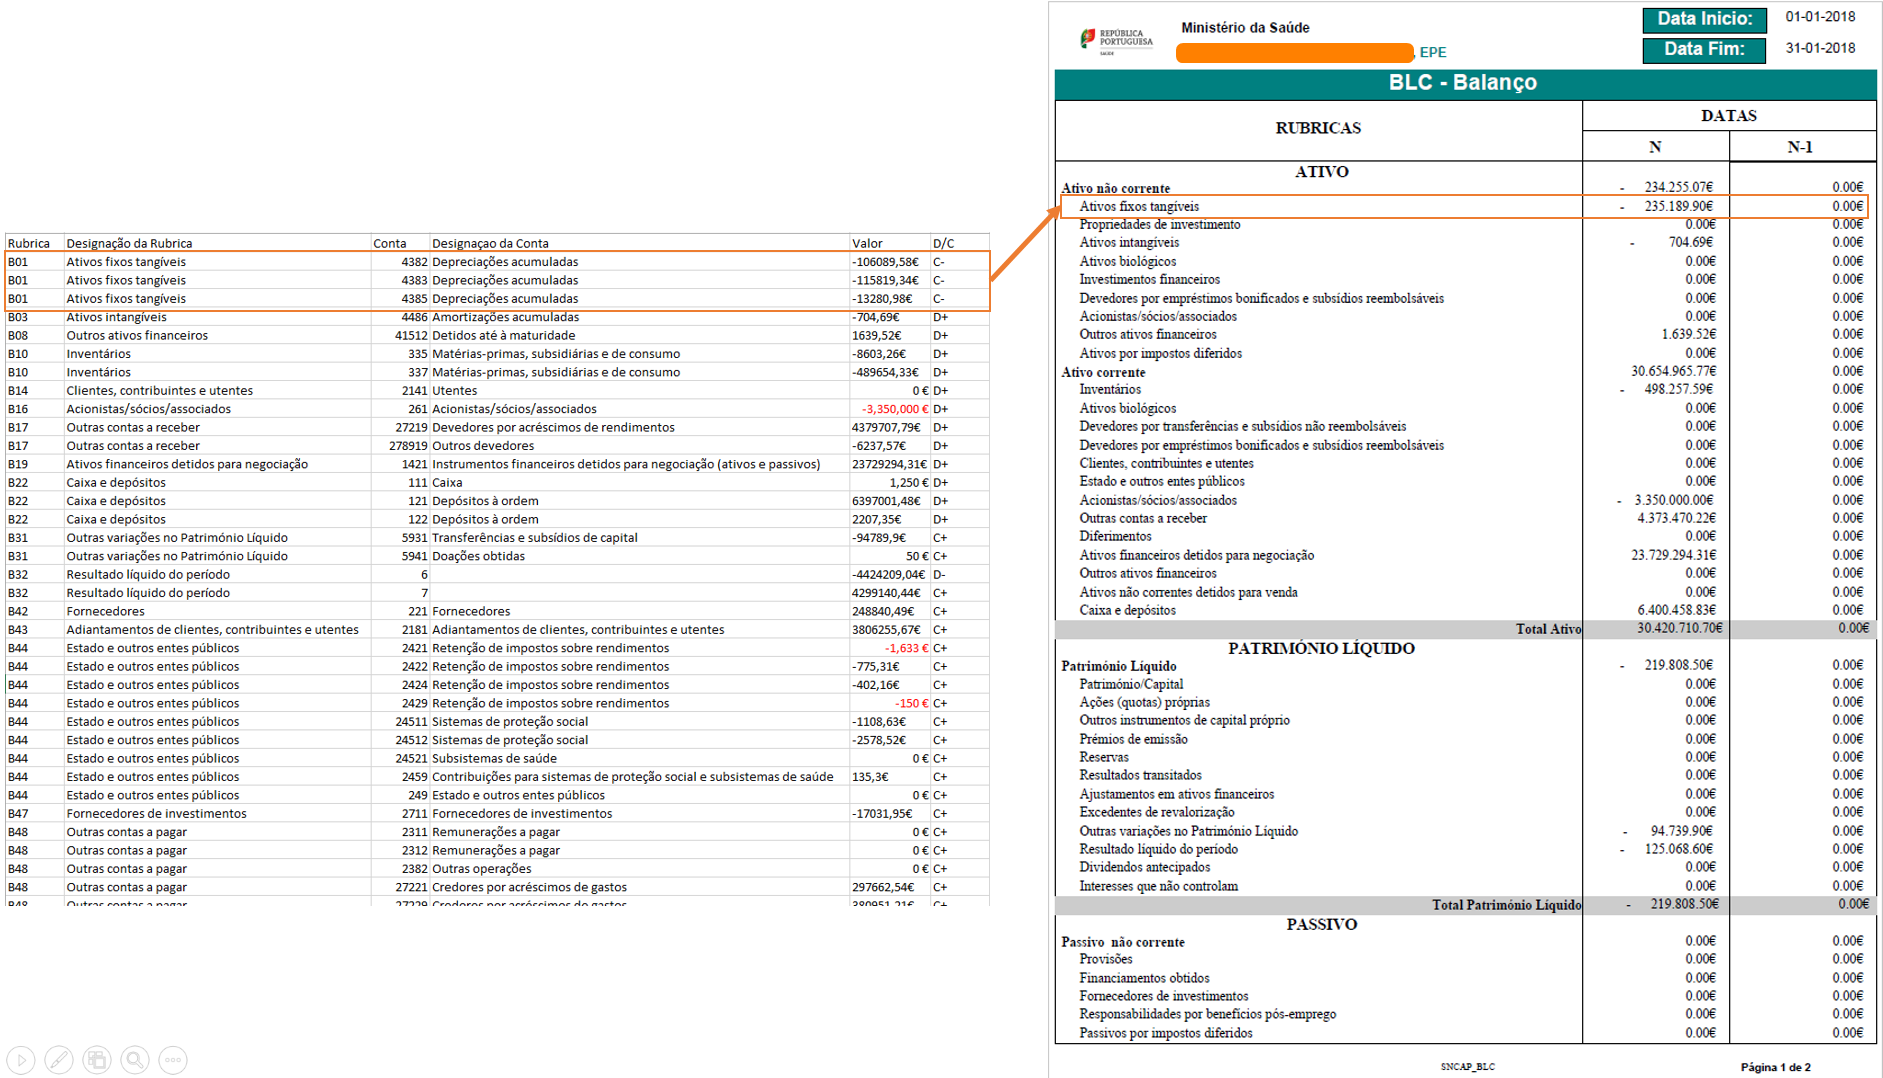 Rubrica Designação da Rubrica Conta Designaçao da Conta Valor D/C
B01 Ativos fixos tangíveis 4382 Depreciações acumuladas -106089,58€ C-
B01 Ativos fixos tangíveis 4383 Depreciações acumuladas -115819,34€ C-
B01 Ativos fixos tangíveis 4385 Depreciações acumuladas -13280,98€ C-
B03 Ativos intangíveis 4486 Amortizações acumuladas -704,69€ D+
B08 Outros ativos financeiros 41512 Detidos até à maturidade 1639,52€ D+
B10 Inventários 335 Matérias-primas, subsidiárias e de consumo -8603,26€ D+
B10 Inventários 337 Matérias-primas, subsidiárias e de consumo -489654,33€ D+
B14 Clientes, contribuintes e utentes 2141 Utentes 0 € D+
B16 Acionistas/sócios/associados 261 Acionistas/sócios/associados -3,350,000 € D+
B17 Outras contas a receber 27219 Devedores por acréscimos de rendimentos 4379707,79€ D+
B17 Outras contas a receber 278919 Outros devedores -6237,57€ D+
B19 Ativos financeiros detidos para negociação 1421 Instrumentos financeiros detidos para negociação (ativos e passivos) 23729294,31€ D+
B22 Caixa e depósitos 111 Caixa 1,250 € D+
B22 Caixa e depósitos 121 Depósitos à ordem 6397001,48€ D+
B22 Caixa e depósitos 122 Depósitos à ordem 2207,35€ D+
B31 Outras variações no Património Líquido 5931 Transferências e subsídios de capital -94789,9€ C+
B31 Outras variações no Património Líquido 5941 Doações obtidas 50 € C+
B32 Resultado líquido do período 6 -4424209,04€ D-
B32 Resultado líquido do período 7 4299140,44€ C+
B42 Fornecedores 221 Fornecedores 248840,49€ C+
B43 Adiantamentos de clientes, contribuintes e utentes 2181 Adiantamentos de clientes, contribuintes e utentes 3806255,67€ C+
B44 Estado e outros entes públicos 2421 Retenção de impostos sobre rendimentos -1,633 € C+
B44 Estado e outros entes públicos 2422 Retenção de impostos sobre rendimentos -775,31€ C+
B44 Estado e outros entes públicos 2424 Retenção de impostos sobre rendimentos -402,16€ C+
B44 Estado e outros entes públicos 2429 Retenção de impostos sobre rendimentos -150 € C+
B44 Estado e outros entes públicos 24511 Sistemas de proteção social -1108,63€ C+
B44 Estado e outros entes públicos 24512 Sistemas de proteção social -2578,52€ C+
B44 Estado e outros entes públicos 24521 Subsistemas de saúde 0 € C+
B44 Estado e outros entes públicos 2459 Contribuições para sistemas de proteção social e subsistemas de saúde 135,3€ C+
B44 Estado e outros entes públicos 249 Estado e outros entes públicos 0 € C+
B47 Fornecedores de investimentos 2711 Fornecedores de investimentos -17031,95€ C+
B48 Outras contas a pagar 2311 Remunerações a pagar 0 € C+
B48 Outras contas a pagar 2312 Remunerações a pagar 0 € C+
B48 Outras contas a pagar 2382 Outras operações 0 € C+
B48 Outras contas a pagar 27221 Credores por acréscimos de gastos 297662,54€ C+
B48 Outras contas a pagar 27229 Credores por acréscimos de gastos 380951,21€ C+
REPÚBLICA
PORTUGUESA
SAÚDE
Ministério da Saúde
, EPE
Data Inicio: 01-01-2018
Data Fim: 31-01-2018
BLC - Balanço
RUBRICAS DATAS
N N-1
ATIVO
Ativo não corrente - 234.255.07€ 0.00€
Ativos fixos tangíveis - 235.189.90€ 0.00€
Propriedades de investimento 0.00€ 0.00€
Ativos intangíveis - 704.69€ 0.00€
Ativos biológicos 0.00€ 0.00€
Investimentos financeiros 0.00€ 0.00€
Devedores por empréstimos bonificados e subsídios reembolsáveis 0.00€ 0.00€
Acionistas/sócios/associados 0.00€ 0.00€
Outros ativos financeiros 1.639.52€ 0.00€
Ativos por impostos diferidos 0.00€ 0.00€
Ativo corrente 30.654.965.77€ 0.00€
Inventários - 498.257.59€ 0.00€
Ativos biológicos 0.00€ 0.00€
Devedores por transferências e subsídios não reembolsáveis 0.00€ 0.00€
Devedores por empréstimos bonificados e subsídios reembolsáveis 0.00€ 0.00€
Clientes, contribuintes e utentes 0.00€ 0.00€
Estado e outros entes públicos 0.00€ 0.00€
Acionistas/sócios/associados - 3.350.000.00€ 0.00€
Outras contas a receber 4.373.470.22€ 0.00€
Diferimentos 0.00€ 0.00€
Ativos financeiros detidos para negociação 23.729.294.31€ 0.00€
Outros ativos financeiros 0.00€ 0.00€
Ativos não correntes detidos para venda 0.00€ 0.00€
Caixa e depósitos 6.400.458.83€ 0.00€
Total Ativo 30.420.710.70€ 0.00€
PATRIMÓNIO LÍQUIDO
Património Líquido - 219.808.50€ 0.00€
Património/Capital 0.00€ 0.00€
Ações (quotas) próprias 0.00€ 0.00€
Outros instrumentos de capital próprio 0.00€ 0.00€
Prémios de emissão 0.00€ 0.00€
Reservas 0.00€ 0.00€
Resultados transitados 0.00€ 0.00€
Ajustamentos em ativos financeiros 0.00€ 0.00€
Excedentes de revalorização 0.00€ 0.00€
Outras variações no Património Líquido - 94.739.90€ 0.00€
Resultado líquido do período - 125.068.60€ 0.00€
Dividendos antecipados 0.00€ 0.00€
Interesses que não controlam 0.00€ 0.00€
Total Património Líquido - 219.808.50€ 0.00€
PASSIVO
Passivo não corrente 0.00€ 0.00€
Provisões 0.00€ 0.00€
Financiamentos obtidos 0.00€ 0.00€
Fornecedores de investimentos 0.00€ 0.00€
Responsabilidades por benefícios pós-emprego 0.00€ 0.00€
Passivos por impostos diferidos 0.00€ 0.00€
SNCAP_BLC Página 1 de 2